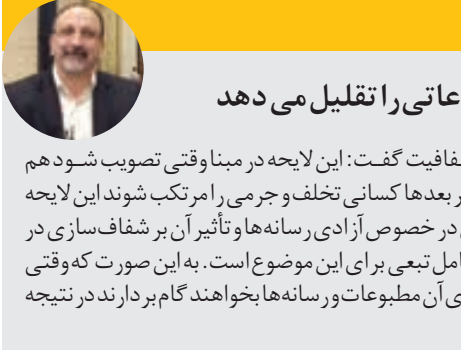 عاتی را تقلیل می دهد
فافیت گفت: این لایحه در مبنا وقتی تصویب شود هم
ر بعدها کسانی تخلف و جرمی را مرتکب شوند این لایحه
در خصوص آزادی رسانه‌ها و تأثیر آن بر شفاف‌سازی در
امل تبعی برای این موضوع است. به این صورت که وقتی
ی آن مطبوعات و رسانه‌ها بخواهند گام بردارند در نتیجه